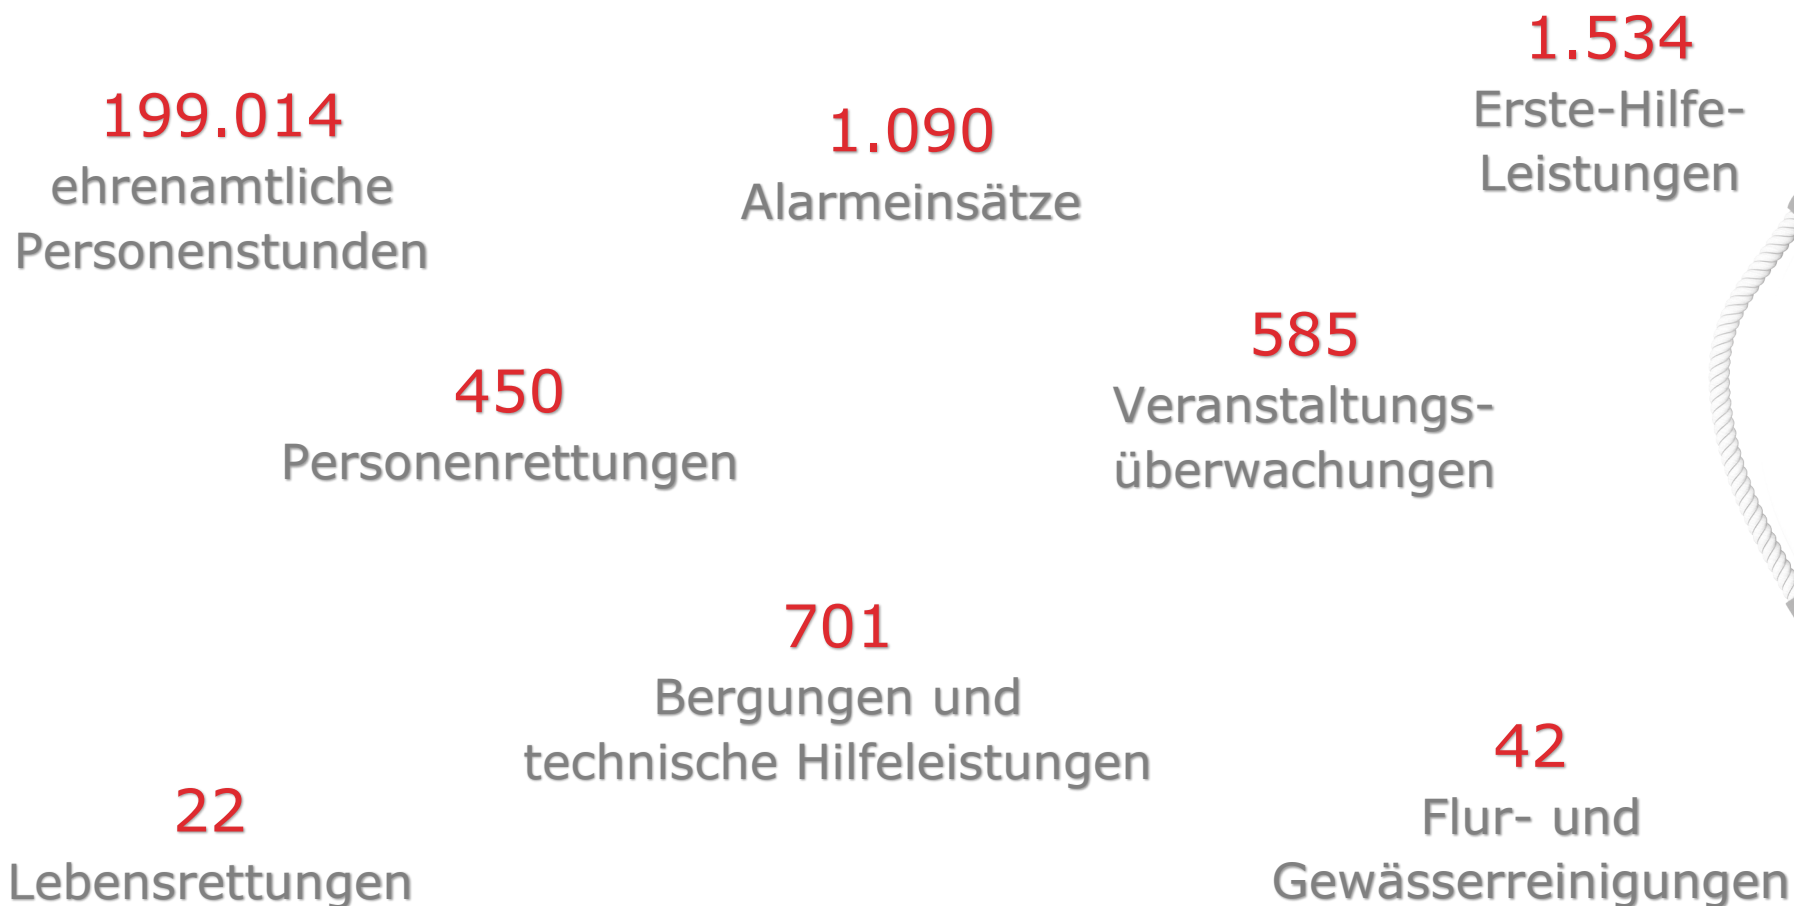 199.014
ehrenamtliche
Personenstunden
1.090
Alarmeinsätze
1.534
Erste-Hilfe-
Leistungen
450
Personenrettungen
585
Veranstaltungs-
überwachungen
701
Bergungen und
technische Hilfeleistungen
22
Lebensrettungen
42
Flur- und
Gewässerreinigungen